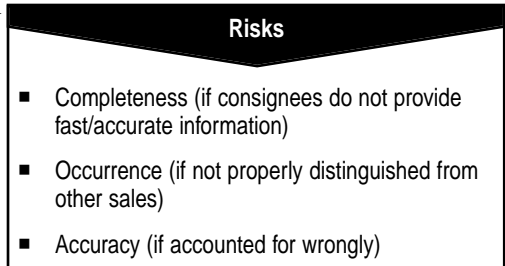 Risks
▪ Completeness (if consignees do not provide
fast/accurate information)
▪ Occurrence (if not properly distinguished from
other sales)
▪ Accuracy (if accounted for wrongly)